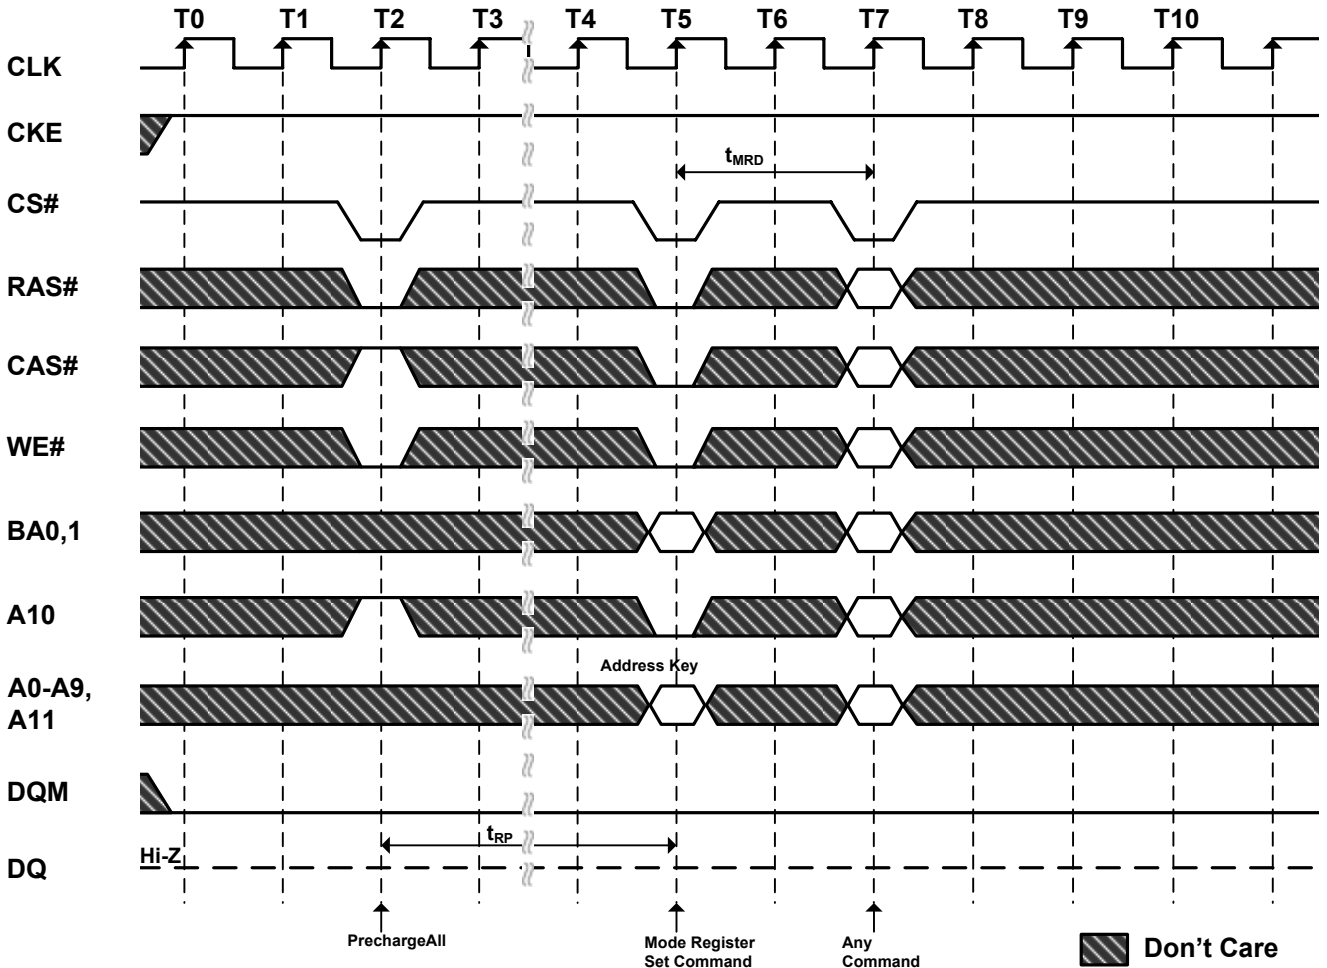 T0 T1 T2 T3 T4 T5 T6 T7 T8 T9 T10
CLK
CKE
tMRD
CS#
RAS#
CAS#
WE#
BA0,1
A10
Address Key
A0-A9,
A11
DQM
tRP
Hi-Z
DQ
PrechargeAll
Mode Register
Set Command
Any
Command
Don't Care